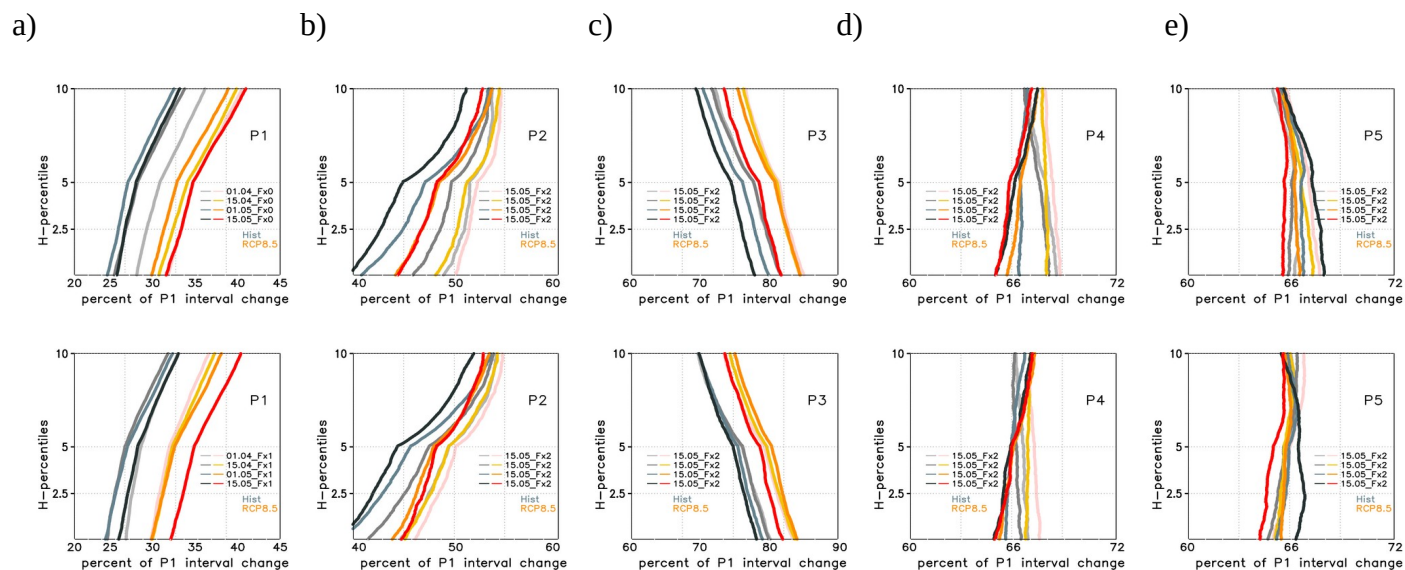 a)
b)
c)
d)
e)
10
5
2.5
H-percentiles
P1
01.04_Fx0
15.04_Fx0
01.05_Fx0
15.05_Fx0
Hist
RCP8.5
20 25 30 35 40 45
percent of P1 interval change
10
5
2.5
H-percentiles
P2
15.05_Fx2
15.05_Fx2
15.05_Fx2
15.05_Fx2
Hist
RCP8.5
40 50 60
percent of P1 interval change
10
5
2.5
H-percentiles
P3
15.05_Fx2
15.05_Fx2
15.05_Fx2
15.05_Fx2
Hist
RCP8.5
60 70 80 90
percent of P1 interval change
10
5
2.5
H-percentiles
P4
15.05_Fx2
15.05_Fx2
15.05_Fx2
15.05_Fx2
Hist
RCP8.5
60 66 72
percent of P1 interval change
10
5
2.5
H-percentiles
P5
15.05_Fx2
15.05_Fx2
15.05_Fx2
15.05_Fx2
Hist
RCP8.5
60 66 72
percent of P1 interval change
10
5
2.5
H-percentiles
P1
01.04_Fx1
15.04_Fx1
01.05_Fx1
15.05_Fx1
Hist
RCP8.5
20 25 30 35 40 45
percent of P1 interval change
10
5
2.5
H-percentiles
P2
15.05_Fx2
15.05_Fx2
15.05_Fx2
15.05_Fx2
Hist
RCP8.5
40 50 60
percent of P1 interval change
10
5
2.5
H-percentiles
P3
15.05_Fx2
15.05_Fx2
15.05_Fx2
15.05_Fx2
Hist
RCP8.5
60 70 80 90
percent of P1 interval change
10
5
2.5
H-percentiles
P4
15.05_Fx2
15.05_Fx2
15.05_Fx2
15.05_Fx2
Hist
RCP8.5
60 66 72
percent of P1 interval change
10
5
2.5
H-percentiles
P5
15.05_Fx2
15.05_Fx2
15.05_Fx2
15.05_Fx2
Hist
RCP8.5
60 66 72
percent of P1 interval change